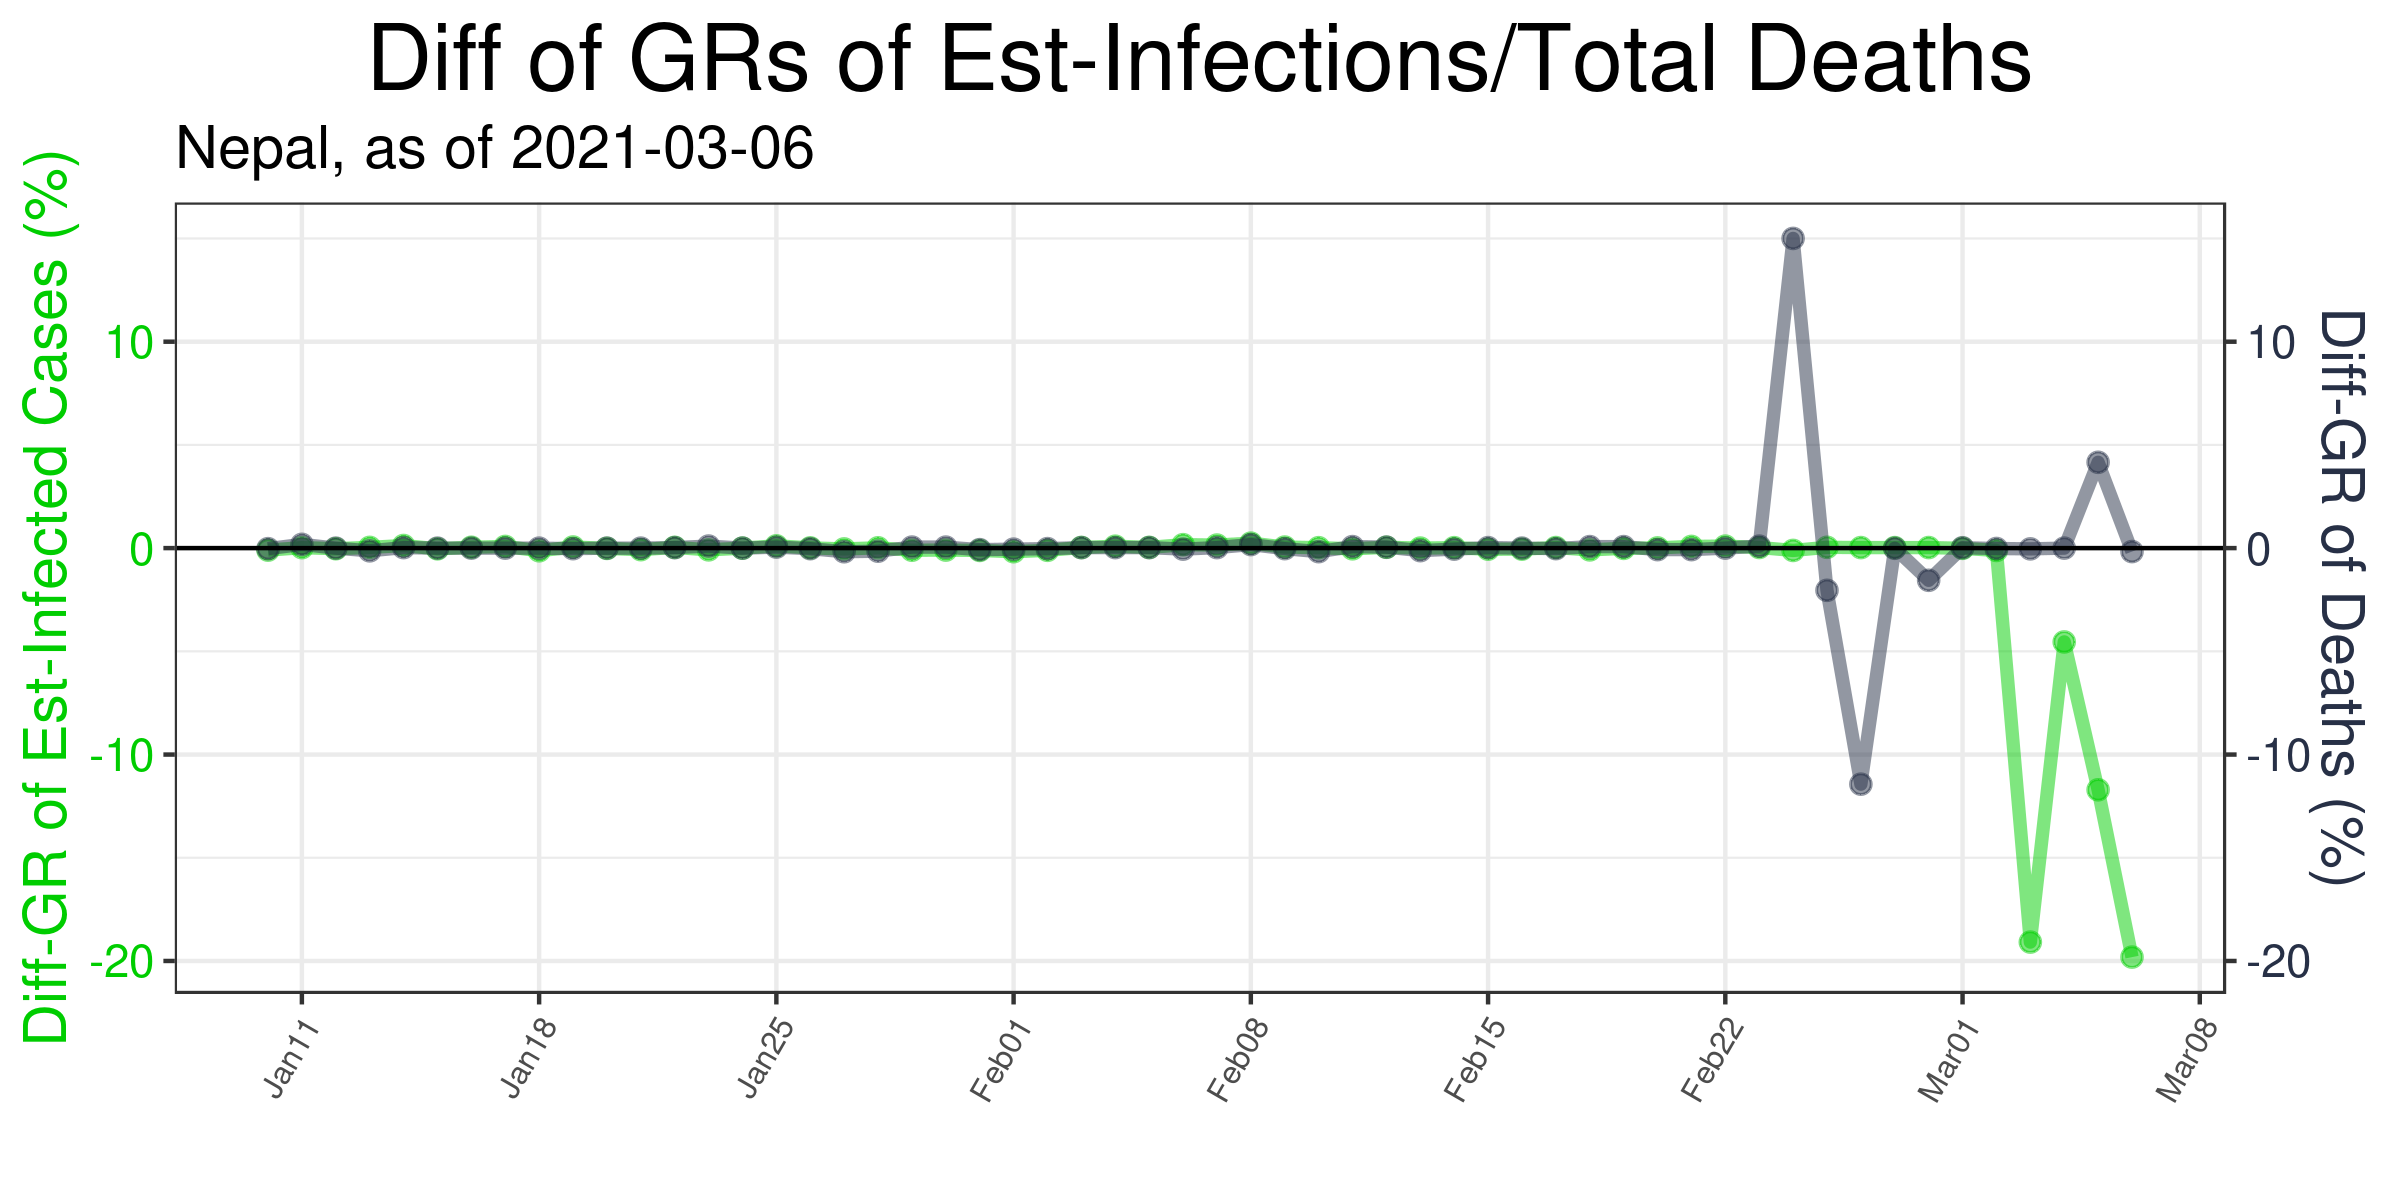 Diff of GRs of Est-Infections/Total Deaths
Nepal, as of 2021-03-06
Diff-GR of Est-Infected Cases (%)
10
0
-10
-20
10
0
-10
-20
Diff-GR of Deaths (%)
Jan11
Jan18
Jan25
Feb01
Feb08
Feb15
Feb22
Mar01
Mar08